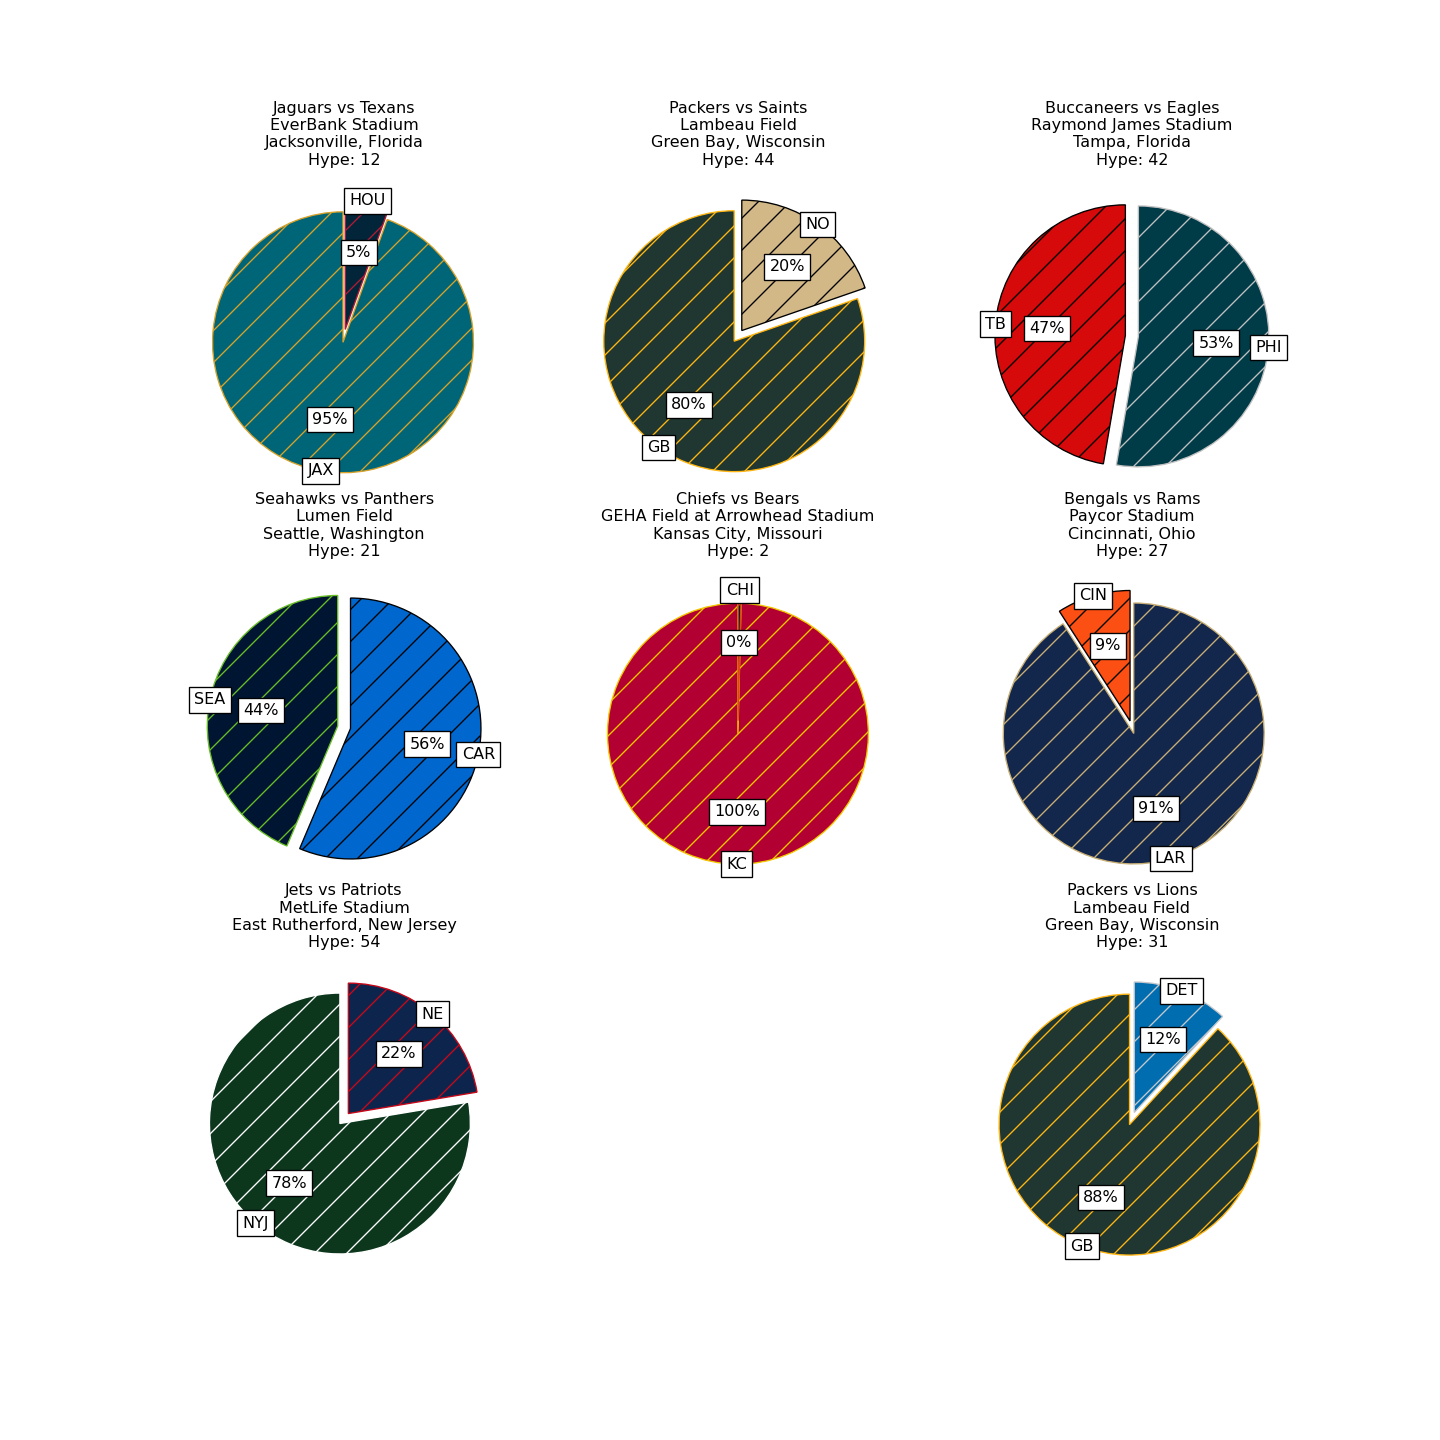 Jaguars vs Texans
EverBank Stadium
Jacksonville, Florida
Hype: 12
HOU
5%
95%
JAX
Packers vs Saints
Lambeau Field
Green Bay, Wisconsin
Hype: 44
NO
20%
80%
GB
Buccaneers vs Eagles
Raymond James Stadium
Tampa, Florida
Hype: 42
TB
47%
53%
PHI
Seahawks vs Panthers
Lumen Field
Seattle, Washington
Hype: 21
SEA
44%
56%
CAR
Chiefs vs Bears
GEHA Field at Arrowhead Stadium
Kansas City, Missouri
Hype: 2
CHI
0%
100%
KC
Bengals vs Rams
Paycor Stadium
Cincinnati, Ohio
Hype: 27
CIN
9%
91%
LAR
Jets vs Patriots
MetLife Stadium
East Rutherford, New Jersey
Hype: 54
NE
22%
78%
NYJ
Packers vs Lions
Lambeau Field
Green Bay, Wisconsin
Hype: 31
DET
12%
88%
GB